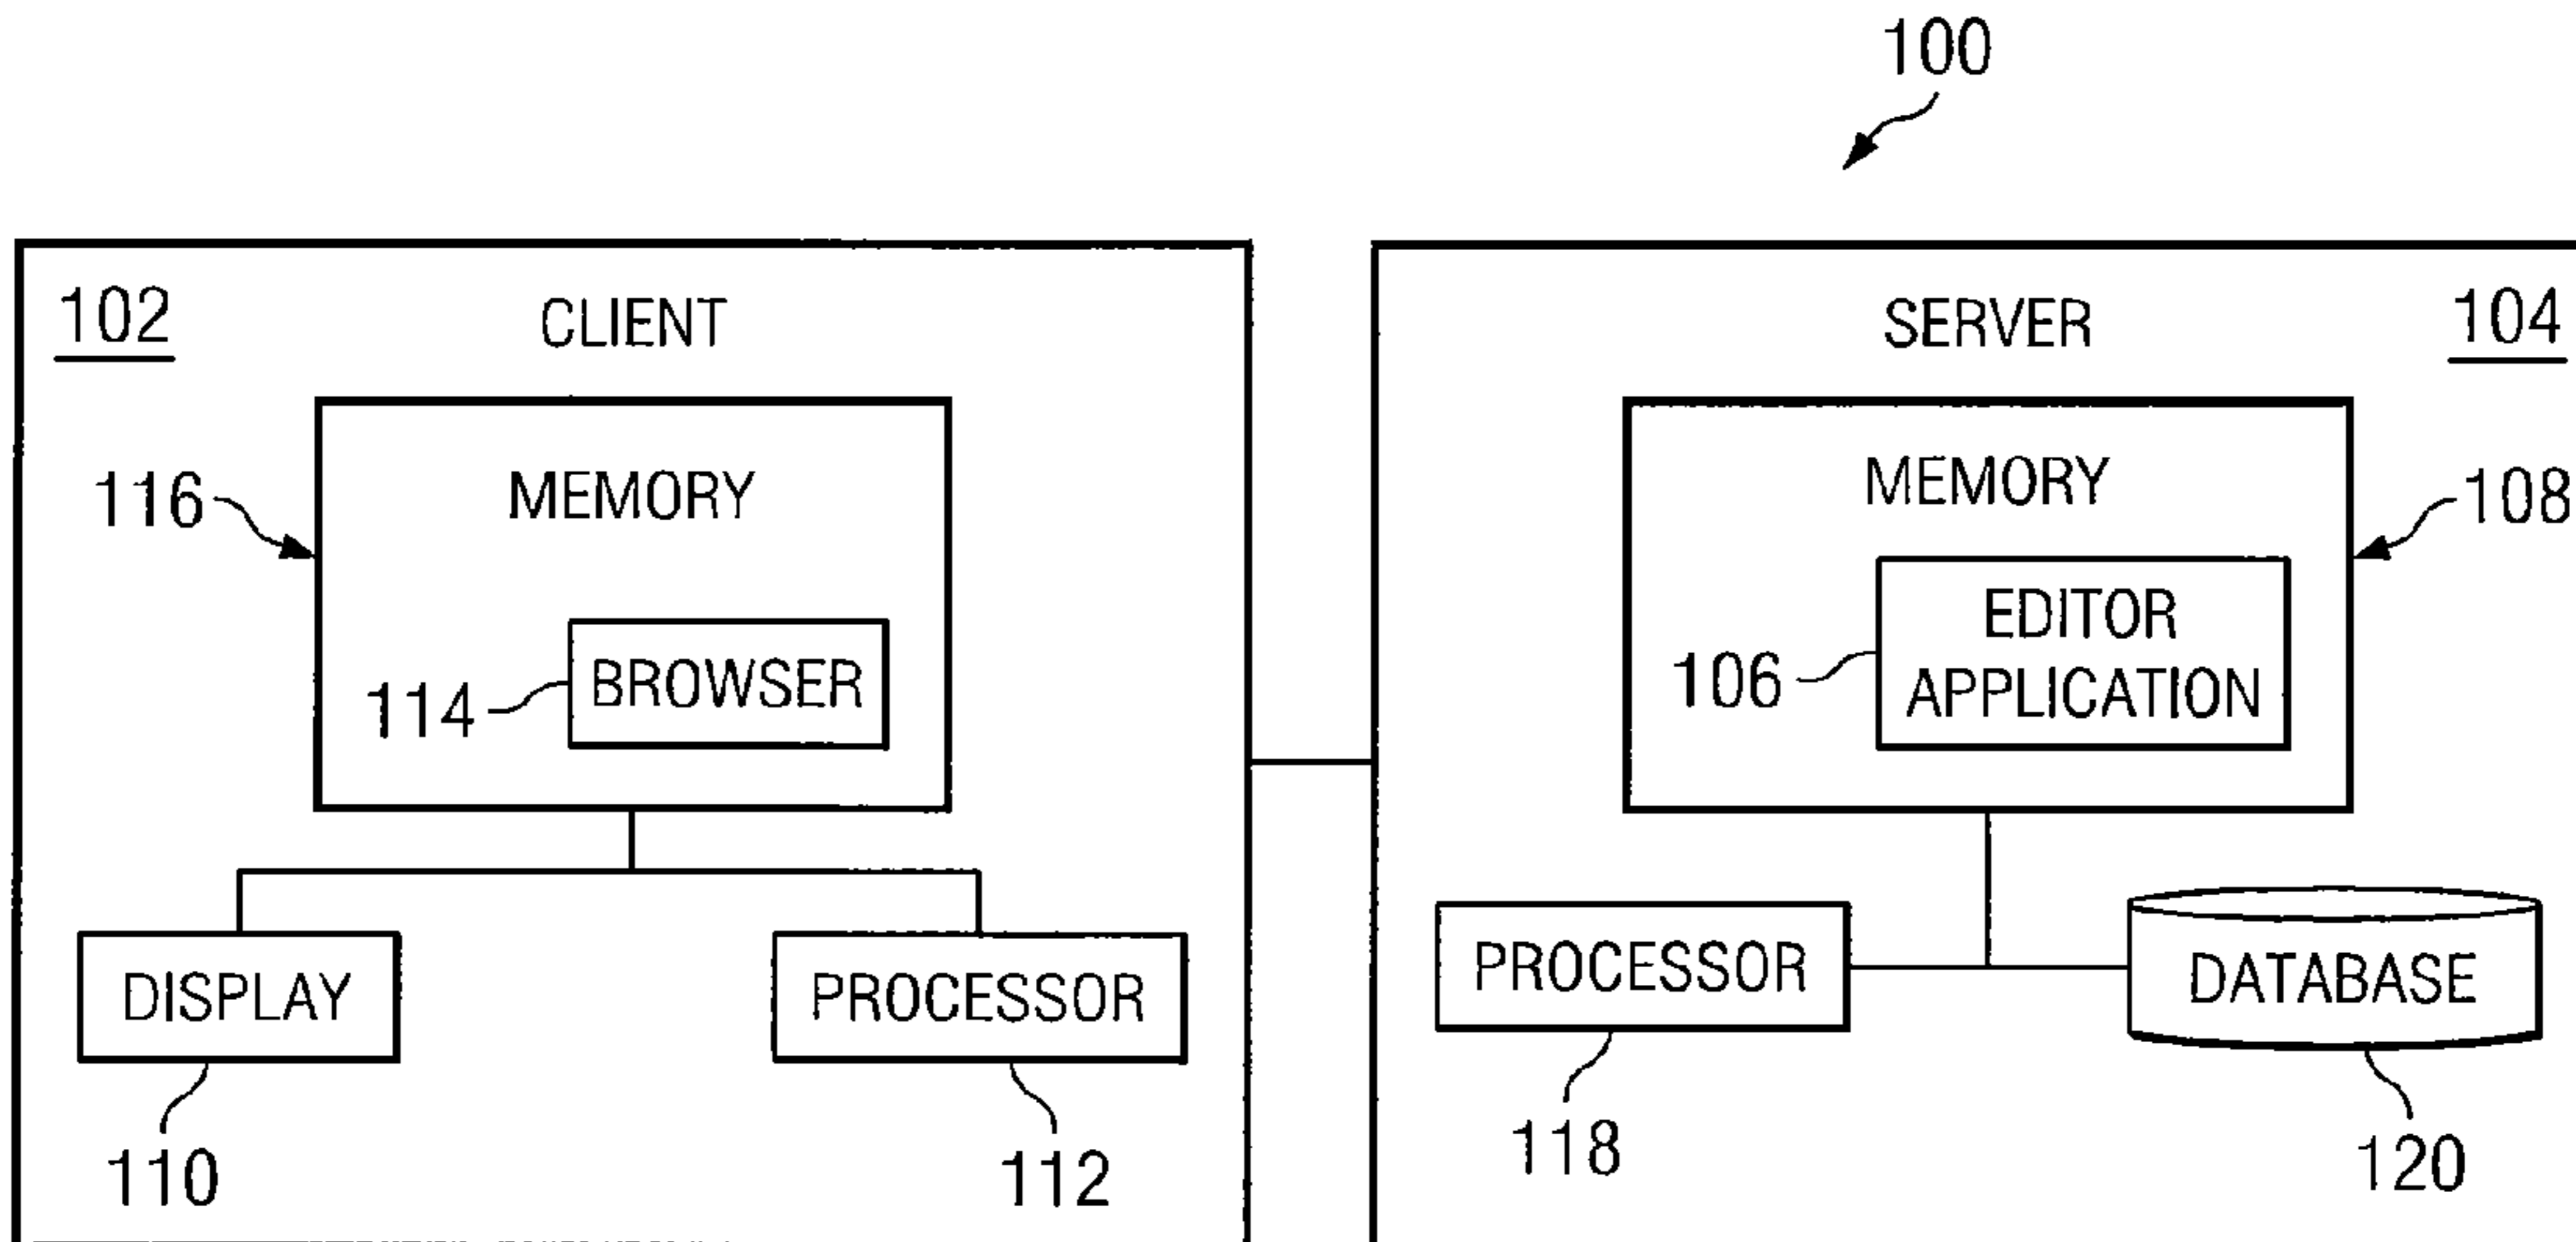 100
102
CLIENT
MEMORY
116
BROWSER
114
DISPLAY
PROCESSOR
110
112
SERVER
104
MEMORY
108
EDITOR
APPLICATION
106
PROCESSOR
DATABASE
118
120